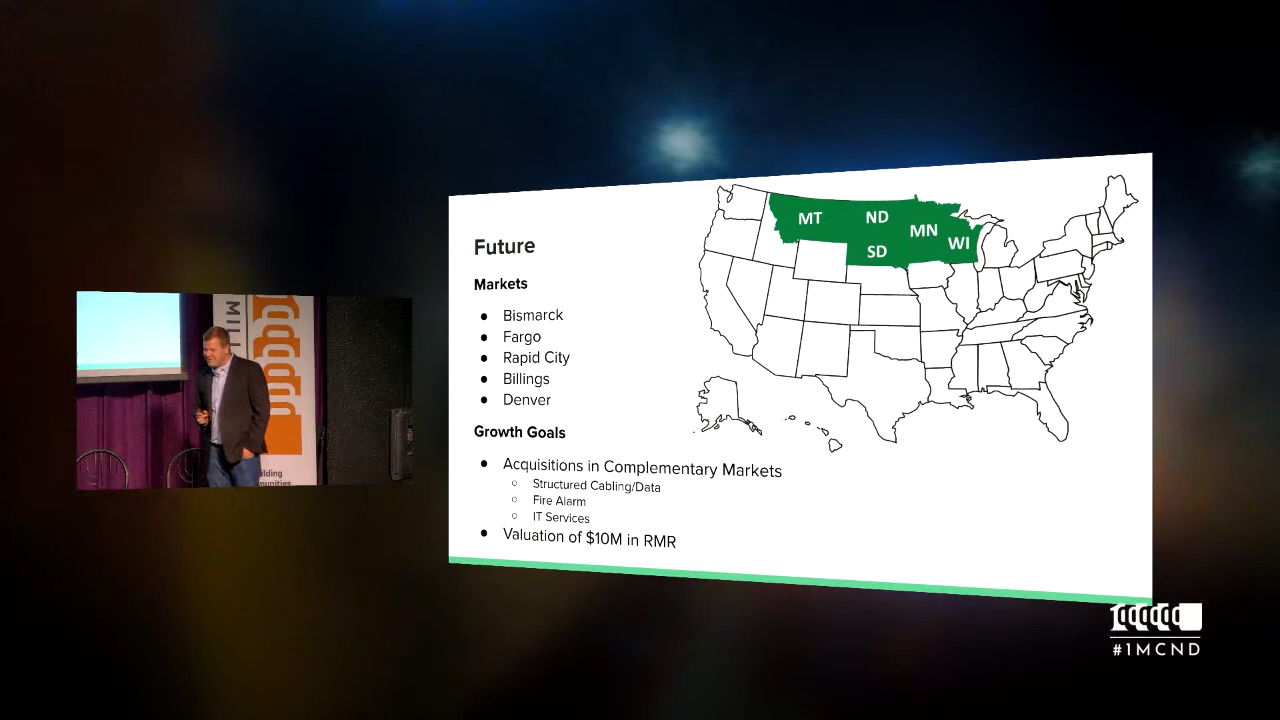 Future
Markets
● Bismarck
● Fargo
● Rapid City
● Billings
● Denver
Growth Goals
● Acquisitions in Complementary Markets
○ Structured Cabling/Data
○ Fire Alarm
○ IT Services
● Valuation of $10M in RMR
MT
ND
MN
WI
SD
MIL
#1MCND